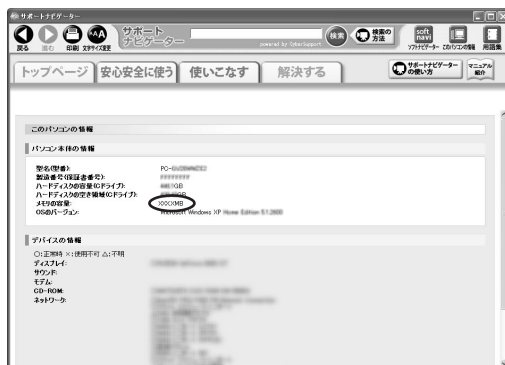 サポートナビゲーター
戻る 進む 印刷 文字サイズ変更 サポートナビゲーター powered by CyberSupport 検索 検索の方法 soft navi ソフトナビゲーター このパソコンの情報 用語集
トップページ 安心安全に使う 使いこなす 解決する サポートナビゲーターの使い方 マニュアル紹介
このパソコンの情報
パソコン本体の情報
型名(型番): PC-
製造番号(保証書番号):
ハードディスクの容量(Cドライブ): GB
ハードディスクの空き領域(Cドライブ): GB
メモリの容量: XXXXMB
OSのバージョン: Microsoft Windows XP Home Edition 5.1.2600
デバイスの情報
○:正常時 ×:使用不可 △:不明
ディスプレイ:
サウンド:
モデム:
CD-ROM:
ネットワーク: